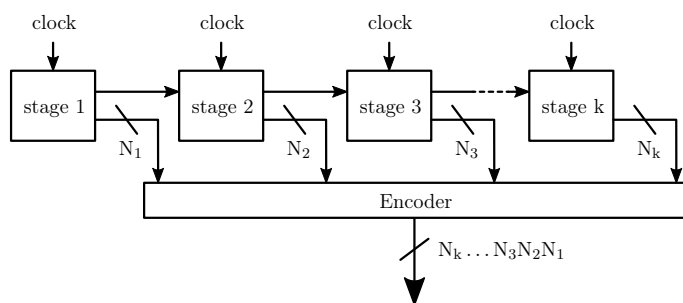 clock clock clock clock
stage 1 stage 2 stage 3 stage k
N₁ N₂ N₃ Nₖ
Encoder
Nₖ...N₃N₂N₁